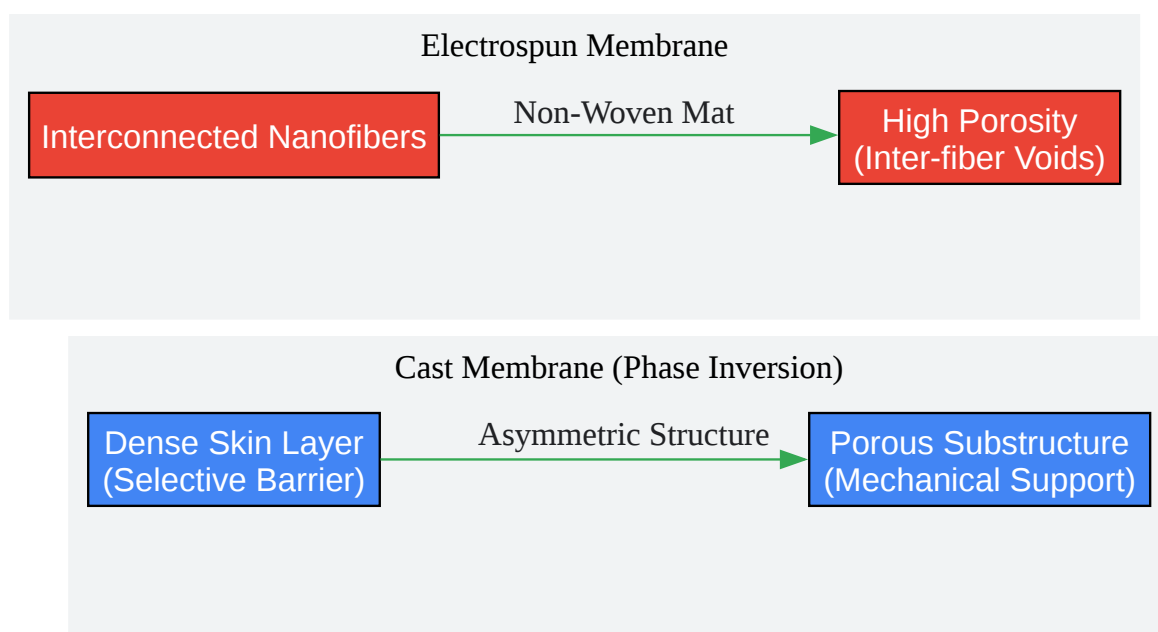 Electrospun Membrane
Interconnected Nanofibers
Non-Woven Mat
High Porosity
(Inter-fiber Voids)
Cast Membrane (Phase Inversion)
Dense Skin Layer
(Selective Barrier)
Asymmetric Structure
Porous Substructure
(Mechanical Support)